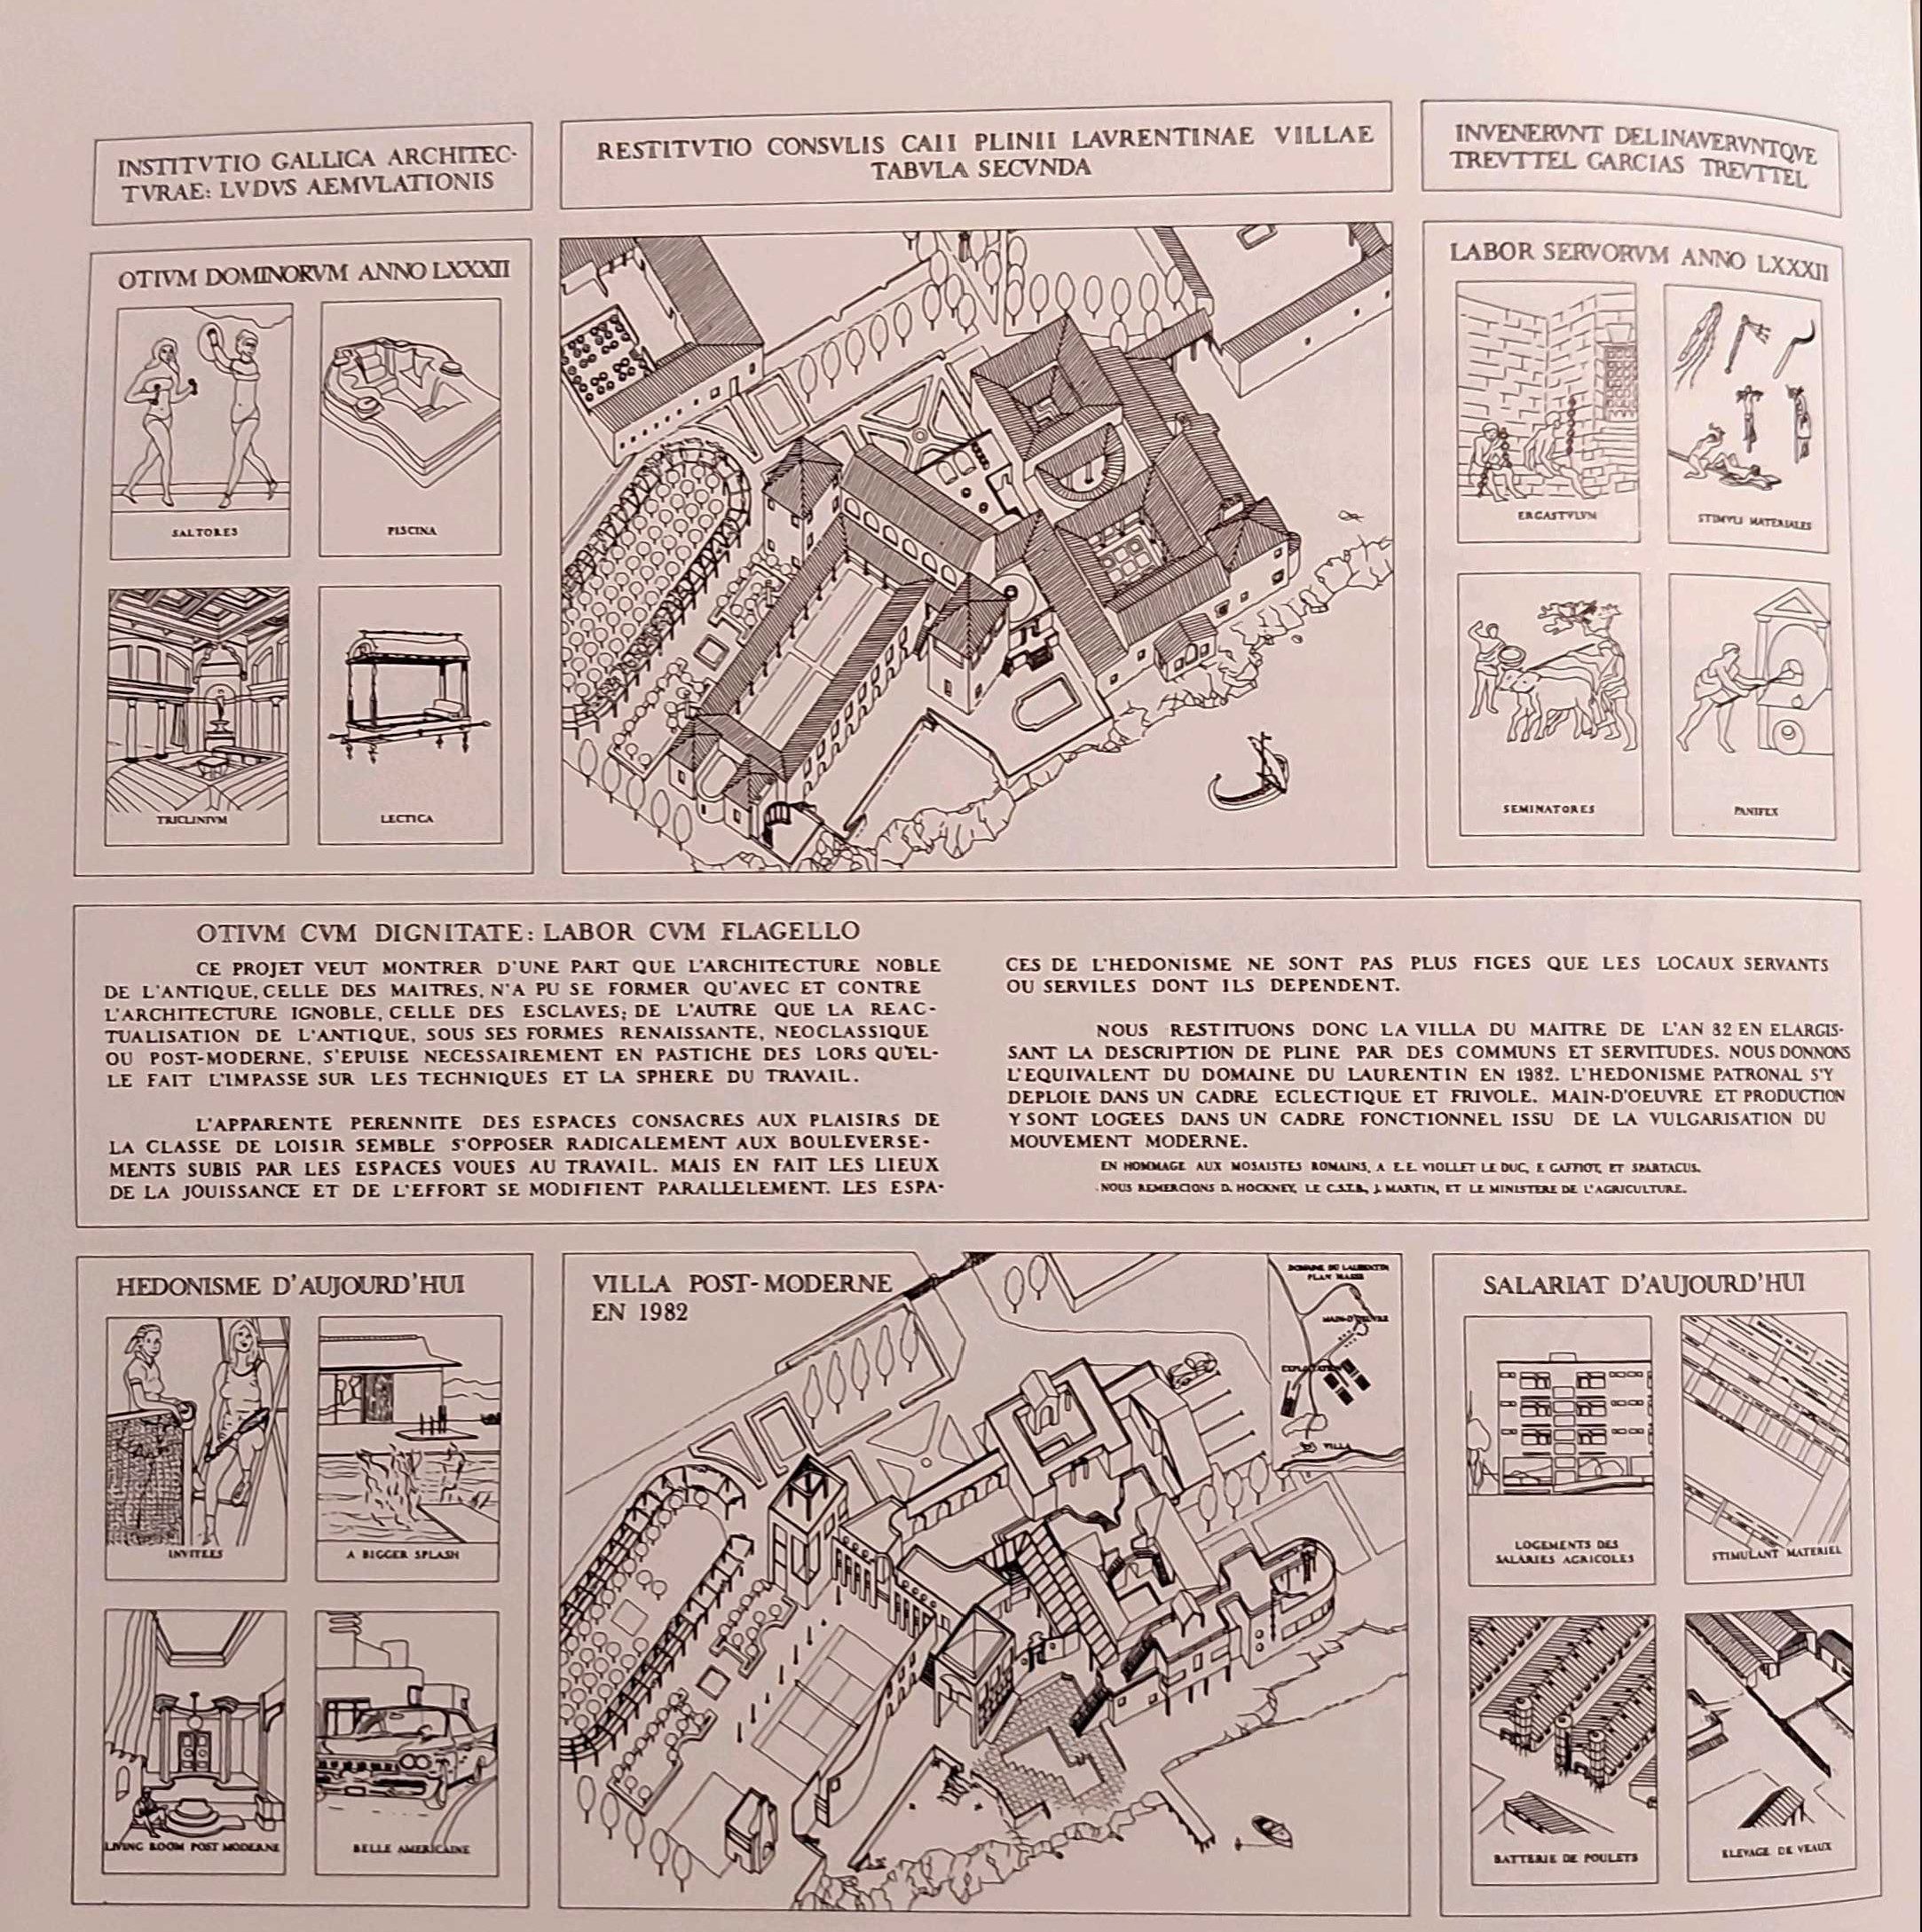 INSTITVTIO GALLICA ARCHITEC-
TVRAE: LVDVS AEMVLATIONIS
RESTITVTIO CONSVLIS CAII PLINII LAVRENTINAE VILLAE
TABVLA SECVNDA
INVENERVNT DELINAVERVNTQVE
TREVTTEL GARCIAS TREVTTEL
OTIVM DOMINORVM ANNO LXXXII
SALTORES
PISCINA
TRICLINIVM
LECTICA
LABOR SERVORVM ANNO LXXXII
ERGASTVLVM
STIMVLI MATERIALES
SEMINATORES
PANIFEX
OTIVM CVM DIGNITATE: LABOR CVM FLAGELLO
CE PROJET VEUT MONTRER D'UNE PART QUE L'ARCHITECTURE NOBLE
DE L'ANTIQUE, CELLE DES MAITRES, N'A PU SE FORMER QU'AVEC ET CONTRE
L'ARCHITECTURE IGNOBLE, CELLE DES ESCLAVES; DE L'AUTRE QUE LA REAC-
TUALISATION DE L'ANTIQUE, SOUS SES FORMES RENAISSANTE, NEOCLASSIQUE
OU POST-MODERNE, S'EPUISE NECESSAIREMENT EN PASTICHE DES LORS QU'EL-
LE FAIT L'IMPASSE SUR LES TECHNIQUES ET LA SPHERE DU TRAVAIL.
L'APPARENTE PERENNITE DES ESPACES CONSACRES AUX PLAISIRS DE
LA CLASSE DE LOISIR SEMBLE S'OPPOSER RADICALEMENT AUX BOULEVERSE-
MENTS SUBIS PAR LES ESPACES VOUES AU TRAVAIL. MAIS EN FAIT LES LIEUX
DE LA JOUISSANCE ET DE L'EFFORT SE MODIFIENT PARALLELEMENT. LES ESPA-
CES DE L'HEDONISME NE SONT PAS PLUS FIGES QUE LES LOCAUX SERVANTS
OU SERVILES DONT ILS DEPENDENT.
NOUS RESTITUONS DONC LA VILLA DU MAITRE DE L'AN 82 EN ELARGIS-
SANT LA DESCRIPTION DE PLINE PAR DES COMMUNS ET SERVITUDES. NOUS DONNONS
L'EQUIVALENT DU DOMAINE DU LAURENTIN EN 1982. L'HEDONISME PATRONAL S'Y
DEPLOIE DANS UN CADRE ECLECTIQUE ET FRIVOLE. MAIN-D'OEUVRE ET PRODUCTION
Y SONT LOGEES DANS UN CADRE FONCTIONNEL ISSU DE LA VULGARISATION DU
MOUVEMENT MODERNE.
EN HOMMAGE AUX MOSAISTES ROMAINS, A E.E. VIOLLET LE DUC, F. GAFFIOT, ET SPARTACUS.
NOUS REMERCIONS D. HOCKNEY, LE C.S.T.B., J. MARTIN, ET LE MINISTERE DE L'AGRICULTURE.
HEDONISME D'AUJOURD'HUI
INVITEES
A BIGGER SPLASH
LIVING ROOM POST MODERNE
BELLE AMERICAINE
VILLA POST-MODERNE
EN 1982
DOMAINE DU LAURENTIN
PLAN MASSE
MAIN-D'OEUVRE
EXPLOITATION
VILLA
SALARIAT D'AUJOURD'HUI
LOGEMENTS DES
SALARIES AGRICOLES
STIMULANT MATERIEL
BATTERIE DE POULETS
ELEVAGE DE VEAUX